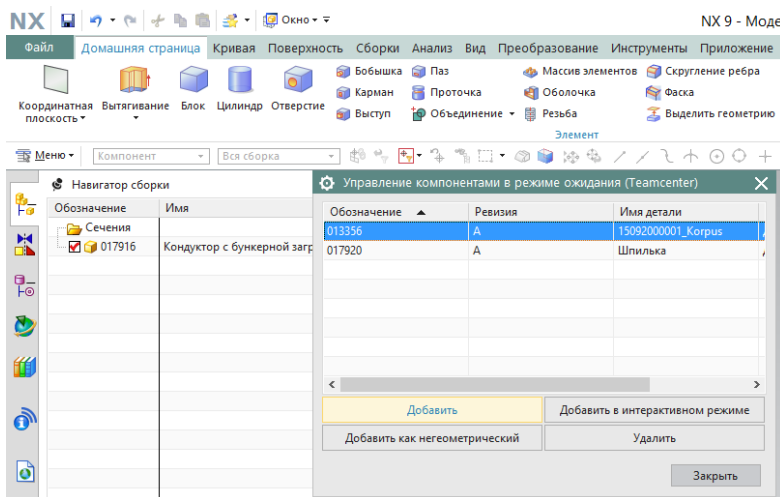 NX Окно NX 9 - Моде
Файл Домашняя страница Кривая Поверхность Сборки Анализ Вид Преобразование Инструменты Приложение
Бобышка Паз Массив элементов Скругление ребра
Карман Проточка Оболочка Фаска
Координатная плоскость Вытягивание Блок Цилиндр Отверстие
Выступ Объединение Резьба Выделить геометрию
Элемент
Меню Компонент Вся сборка
Навигатор сборки
Обозначение Имя
Сечения
017916 Кондуктор с бункерной загр
Управление компонентами в режиме ожидания (Teamcenter)
Обозначение Ревизия Имя детали
013356 A 15092000001_Korpus
017920 A Шпилька
Добавить Добавить в интерактивном режиме
Добавить как негеометрический Удалить
Закрыть